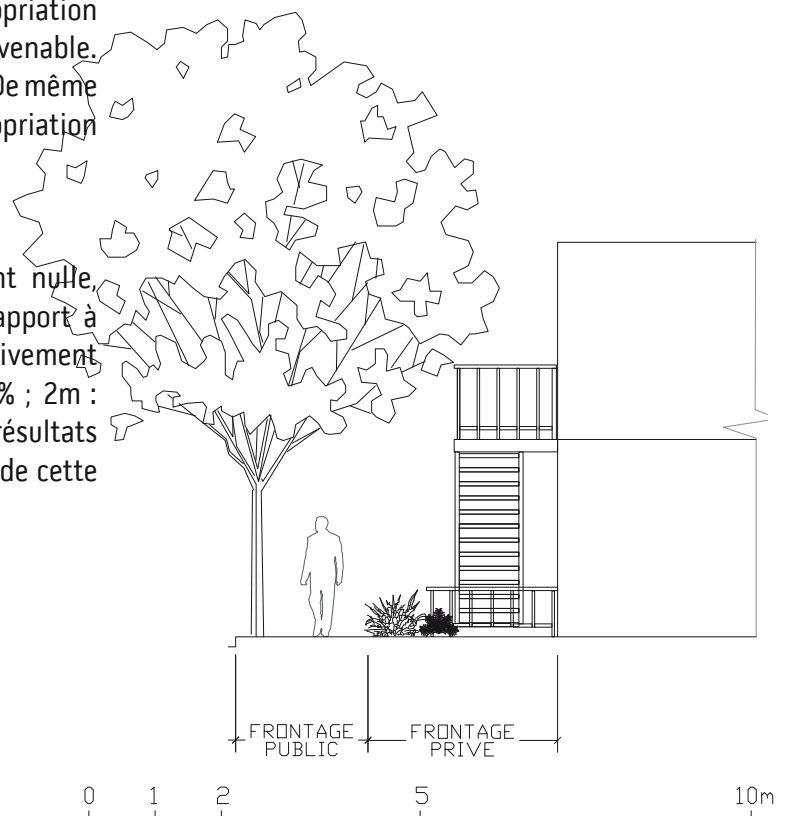 opriation
venable.
De même
opriation
nt nulle,
apport à
ivement
% ; 2m :
résultats
de cette
FRONTAGE
PUBLIC
FRONTAGE
PRIVE
0 1 2 5 10m